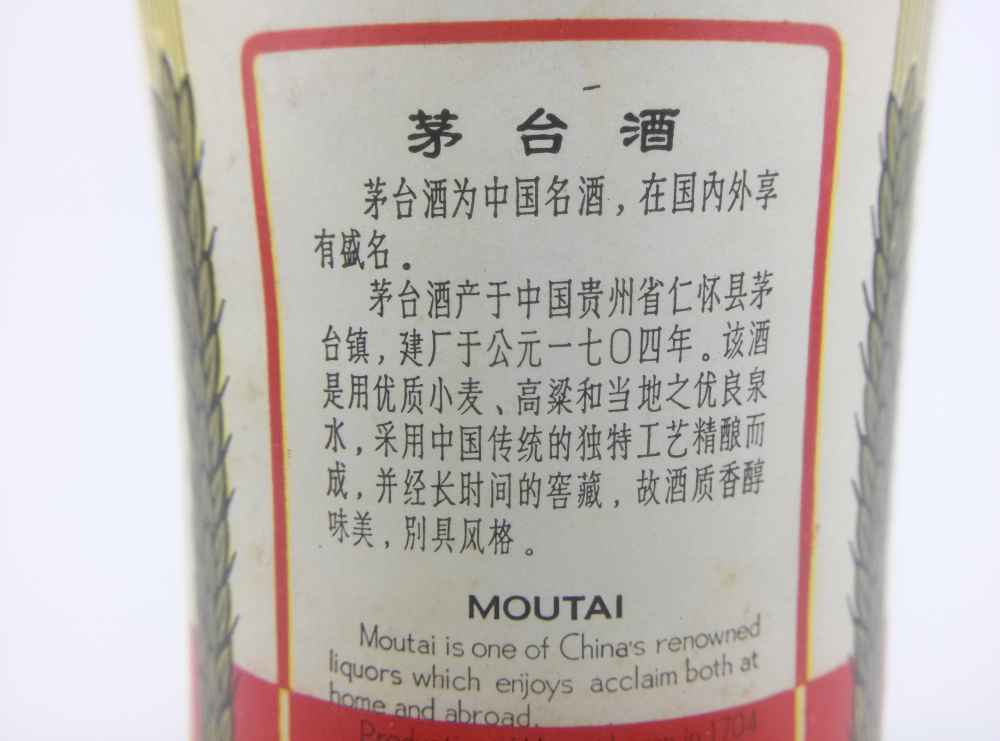 茅台酒
茅台酒为中国名酒，在国内外享
有盛名。
茅台酒产于中国贵州省仁怀县茅
台镇，建厂于公元一七〇四年。该酒
是用优质小麦、高粱和当地之优良泉
水，采用中国传统的独特工艺精酿而
成，并经长时间的窖藏，故酒质香醇
味美，别具风格。
MOUTAI
Moutai is one of China's renowned
liquors which enjoys acclaim both at
home and abroad.
in 1704